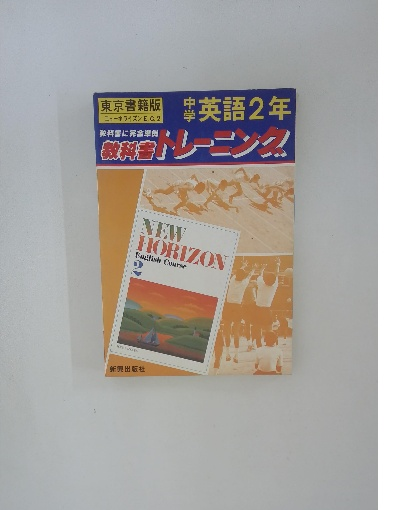 東京書籍版
ニューホライズン E.C.2
中学 英語2年
教科書に完全準拠
教科書トレーニング
NEW
HORIZON
English Course
2
新興出版社